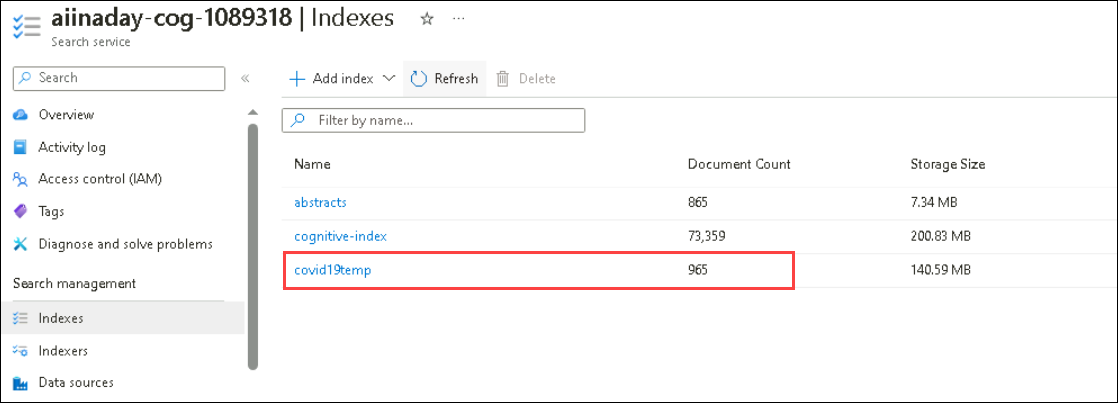 aiinaday-cog-1089318 | Indexes
Search service
Search
Add index
Refresh
Delete
Overview
Filter by name...
Activity log
Name
Document Count
Storage Size
Access control (IAM)
abstracts
865
7.34 MB
Tags
cognitive-index
73,359
200.83 MB
Diagnose and solve problems
covid19temp
965
140.59 MB
Search management
Indexes
Indexers
Data sources